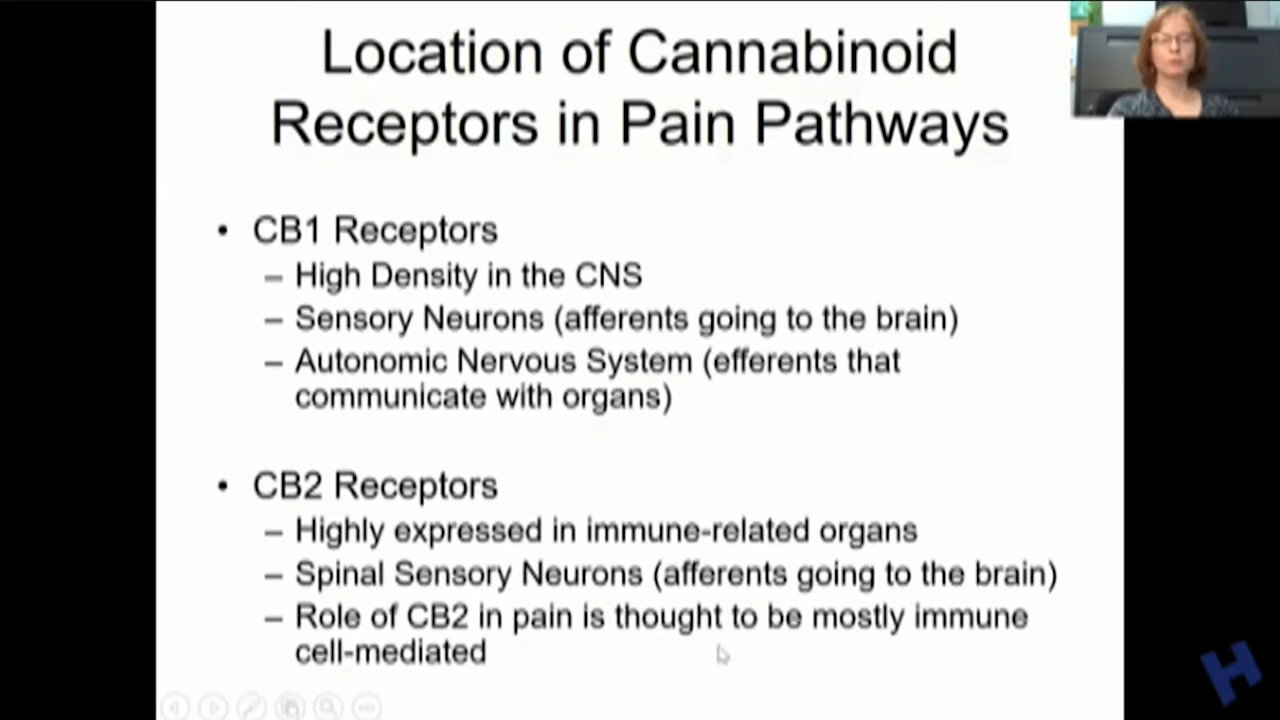 Location of Cannabinoid
Receptors in Pain Pathways
• CB1 Receptors
– High Density in the CNS
– Sensory Neurons (afferents going to the brain)
– Autonomic Nervous System (efferents that
communicate with organs)
• CB2 Receptors
– Highly expressed in immune-related organs
– Spinal Sensory Neurons (afferents going to the brain)
– Role of CB2 in pain is thought to be mostly immune
cell-mediated
H